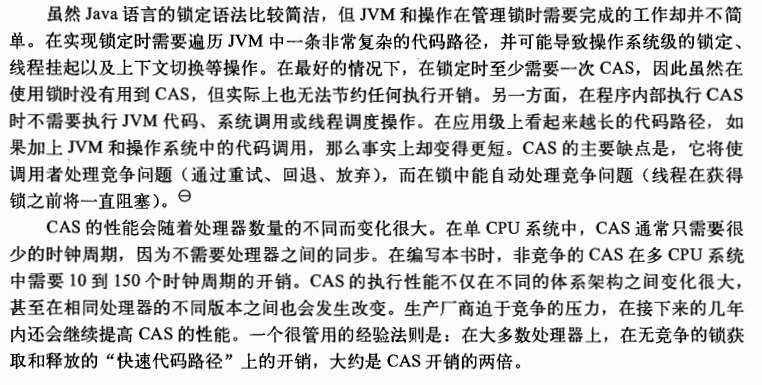 虽然 Java 语言的锁定语法比较简洁，但 JVM 和操作在管理锁时需要完成的工作却并不简
单。在实现锁定时需要遍历 JVM 中一条非常复杂的代码路径，并可能导致操作系统级的锁定、
线程挂起以及上下文切换等操作。在最好的情况下，在锁定时至少需要一次 CAS，因此虽然在
使用锁时没有用到 CAS，但实际上也无法节约任何执行开销。另一方面，在程序内部执行 CAS
时不需要执行 JVM 代码、系统调用或线程调度操作。在应用级上看起来越长的代码路径，如
果加上 JVM 和操作系统中的代码调用，那么事实上却变得更短。CAS 的主要缺点是，它将使
调用者处理竞争问题（通过重试、回退、放弃），而在锁中能自动处理竞争问题（线程在获得
锁之前将一直阻塞）。㊀
CAS 的性能会随着处理器数量的不同而变化很大。在单 CPU 系统中，CAS 通常只需要很
少的时钟周期，因为不需要处理器之间的同步。在编写本书时，非竞争的 CAS 在多 CPU 系统
中需要 10 到 150 个时钟周期的开销。CAS 的执行性能不仅在不同的体系架构之间变化很大，
甚至在相同处理器的不同版本之间也会发生改变。生产厂商迫于竞争的压力，在接下来的几年
内还会继续提高 CAS 的性能。一个很管用的经验法则是：在大多数处理器上，在无竞争的锁获
取和释放的“快速代码路径”上的开销，大约是 CAS 开销的两倍。